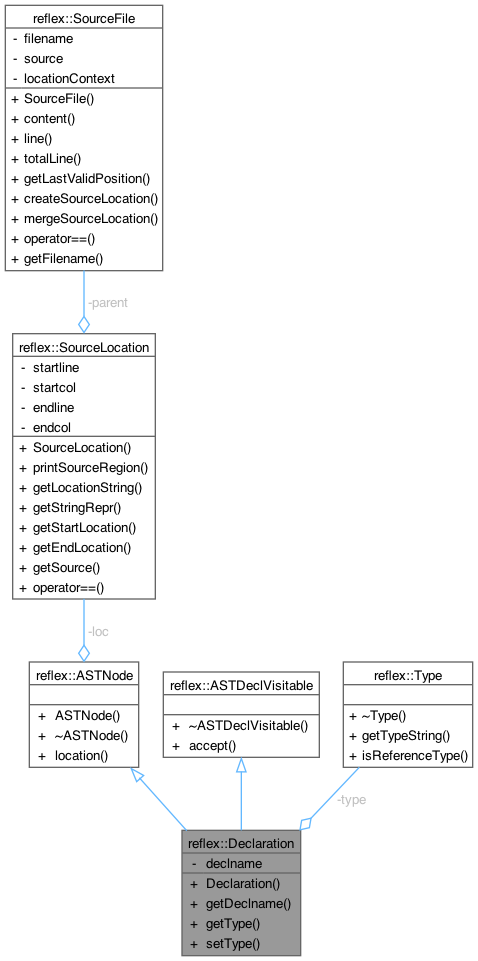 reflex::SourceFile
- filename
- source
- locationContext
+ SourceFile()
+ content()
+ line()
+ totalLine()
+ getLastValidPosition()
+ createSourceLocation()
+ mergeSourceLocation()
+ operator==()
+ getFilename()
-parent
reflex::SourceLocation
- startline
- startcol
- endline
- endcol
+ SourceLocation()
+ printSourceRegion()
+ getLocationString()
+ getStringRepr()
+ getStartLocation()
+ getEndLocation()
+ getSource()
+ operator==()
-loc
reflex::ASTNode
+ ASTNode()
+ ~ASTNode()
+ location()
reflex::ASTDeclVisitable
+ ~ASTDeclVisitable()
+ accept()
reflex::Type
+ ~Type()
+ getTypeString()
+ isReferenceType()
-type
reflex::Declaration
- declname
+ Declaration()
+ getDeclname()
+ getType()
+ setType()